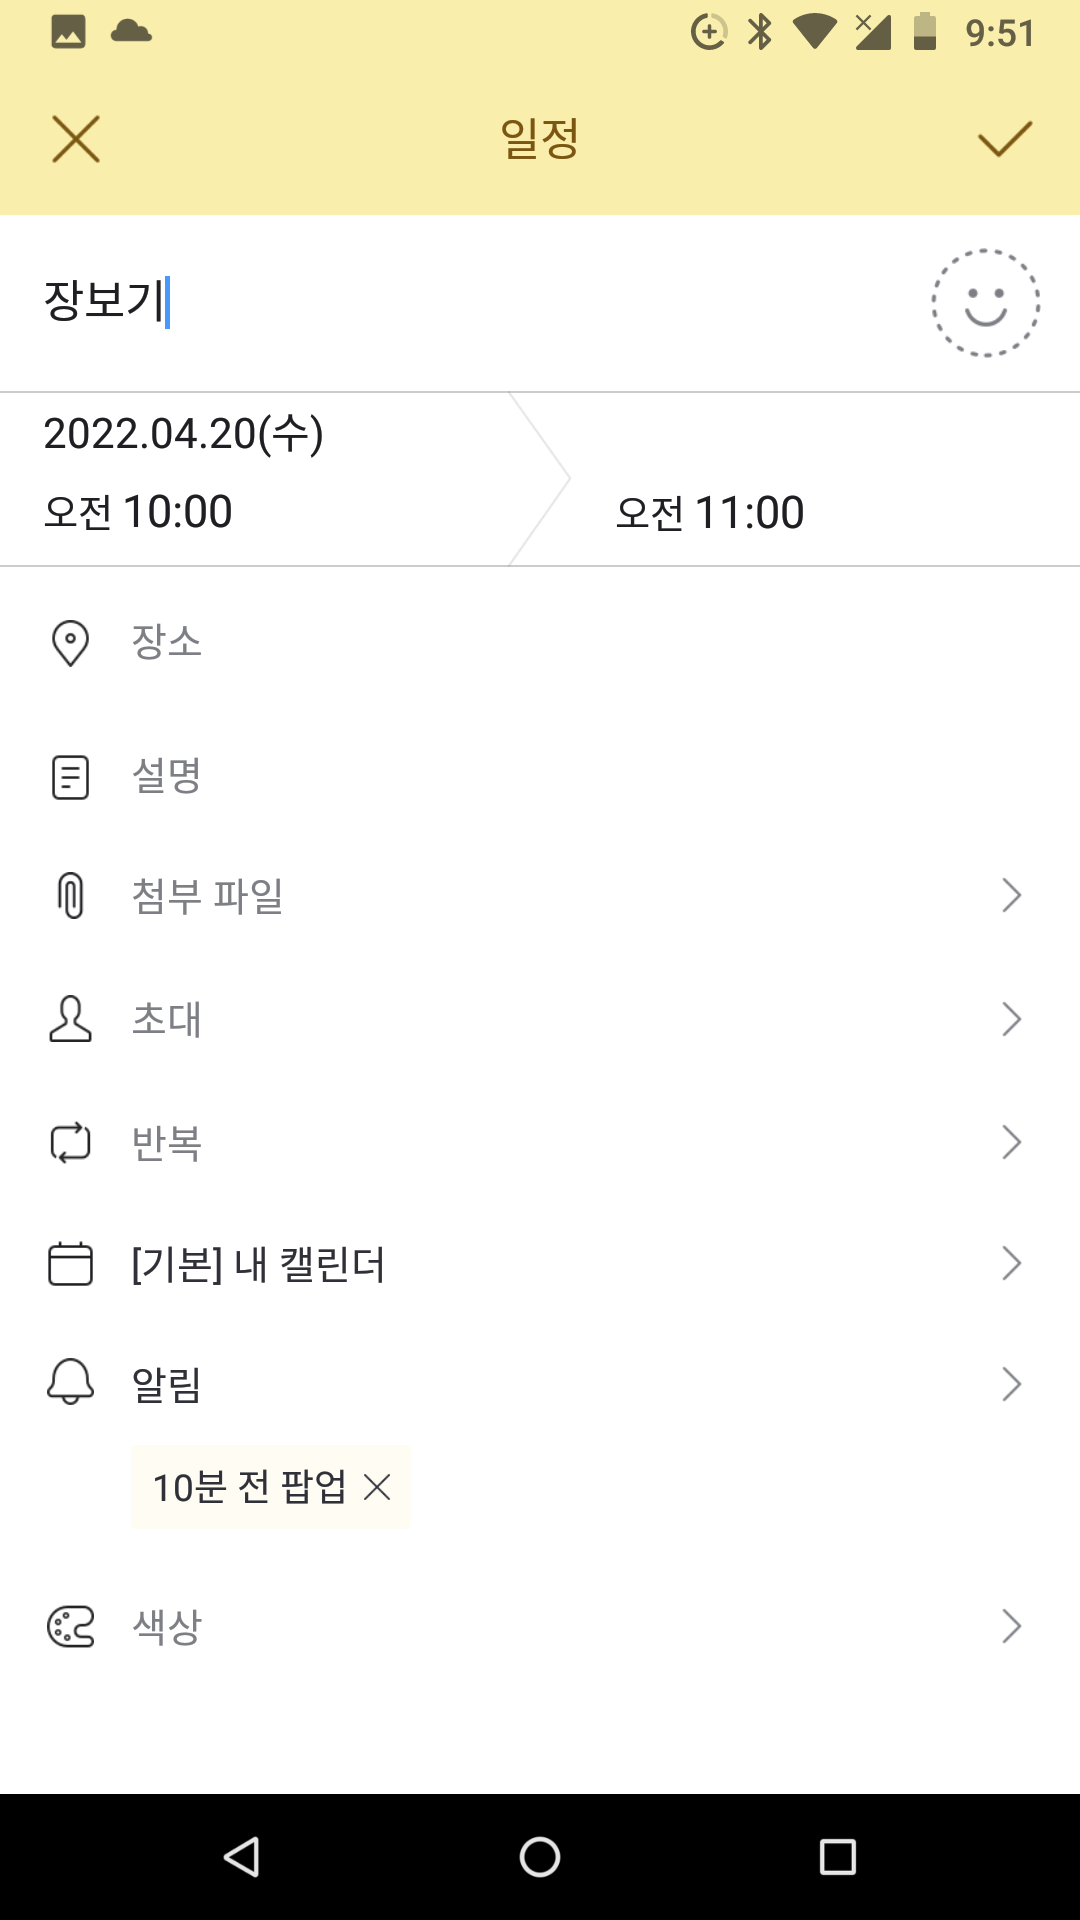 9:51
일정
장보기
2022.04.20(수)
오전 10:00
오전 11:00
장소
설명
첨부 파일
초대
반복
[기본] 내 캘린더
알림
10분 전 팝업
색상